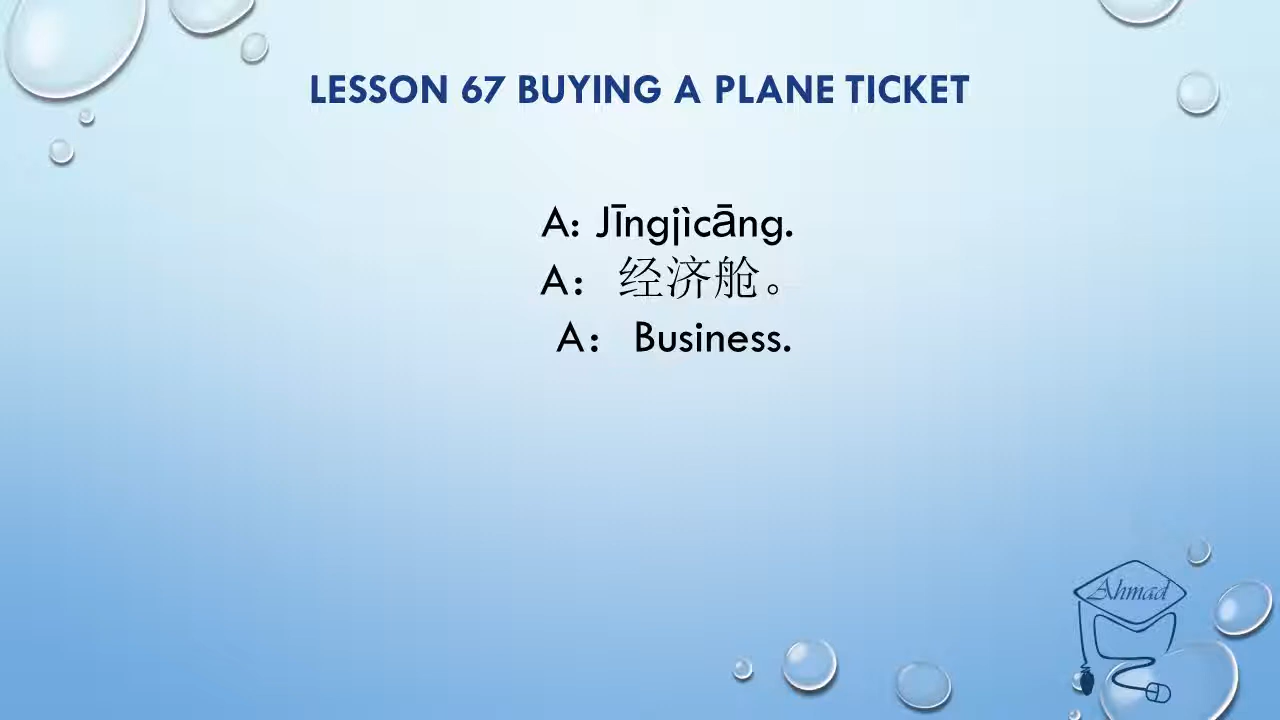 LESSON 67 BUYING A PLANE TICKET
A: Jīngjìcāng.
A：经济舱。
A：Business.
Ahmad